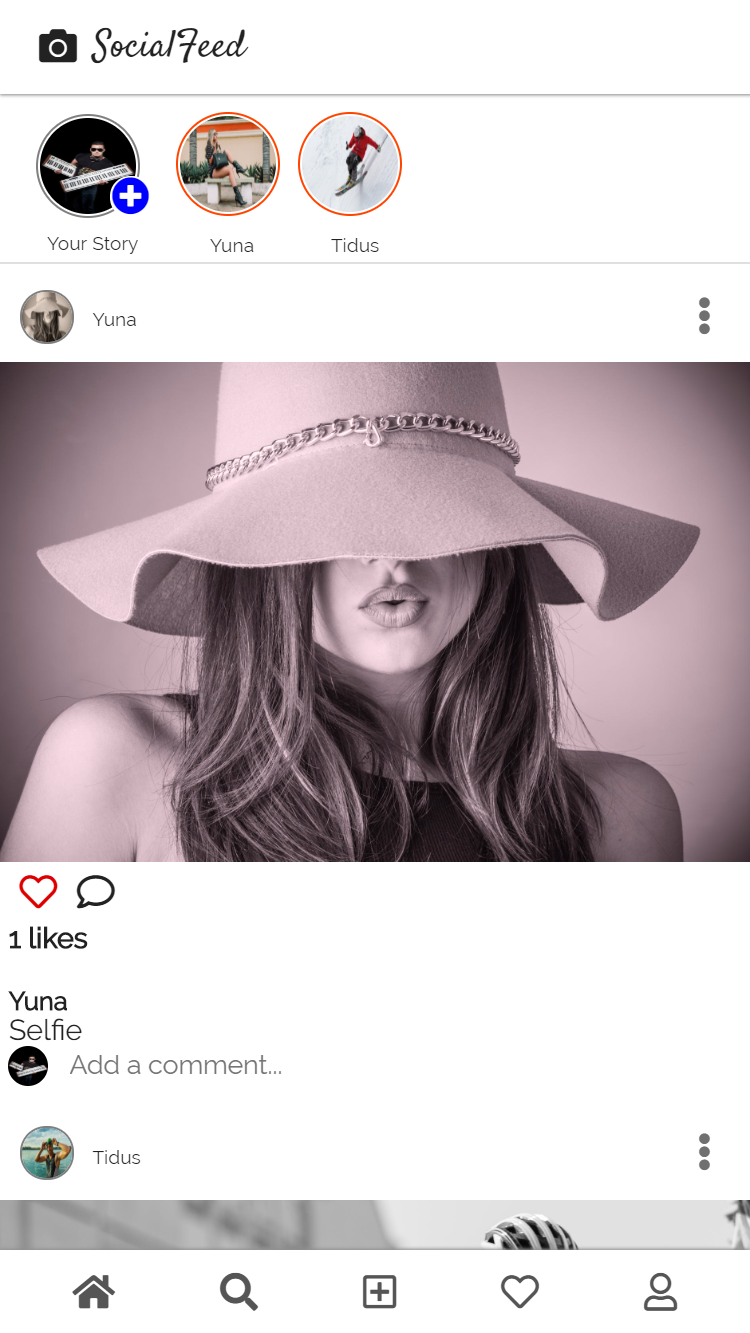 SocialFeed
Your Story
Yuna
Tidus
Yuna
1 likes
Yuna
Selfie
Add a comment...
Tidus